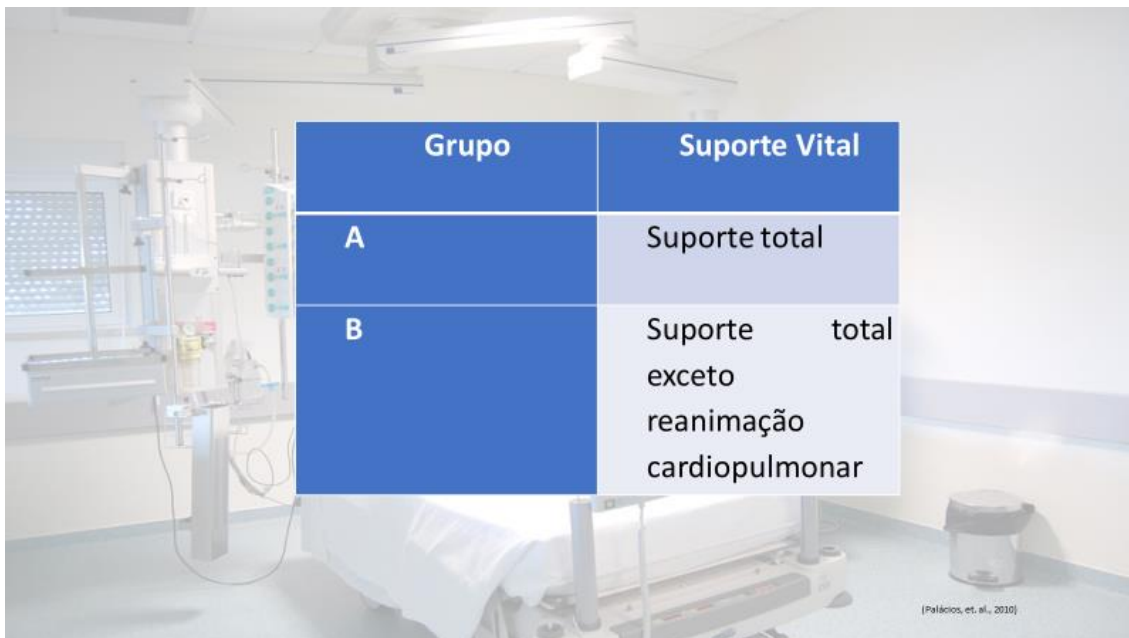 Grupo
Suporte Vital
A
Suporte total
B
Suporte total
exceto
reanimação
cardiopulmonar
(Palácios, et. al., 2010)